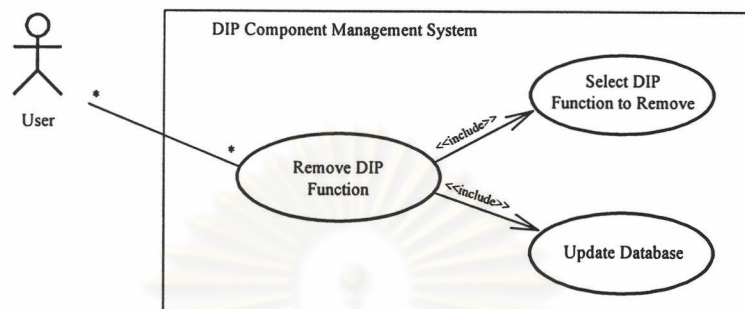 DIP Component Management System
User
*
*
Remove DIP
Function
<<include>>
Select DIP
Function to Remove
<<include>>
Update Database